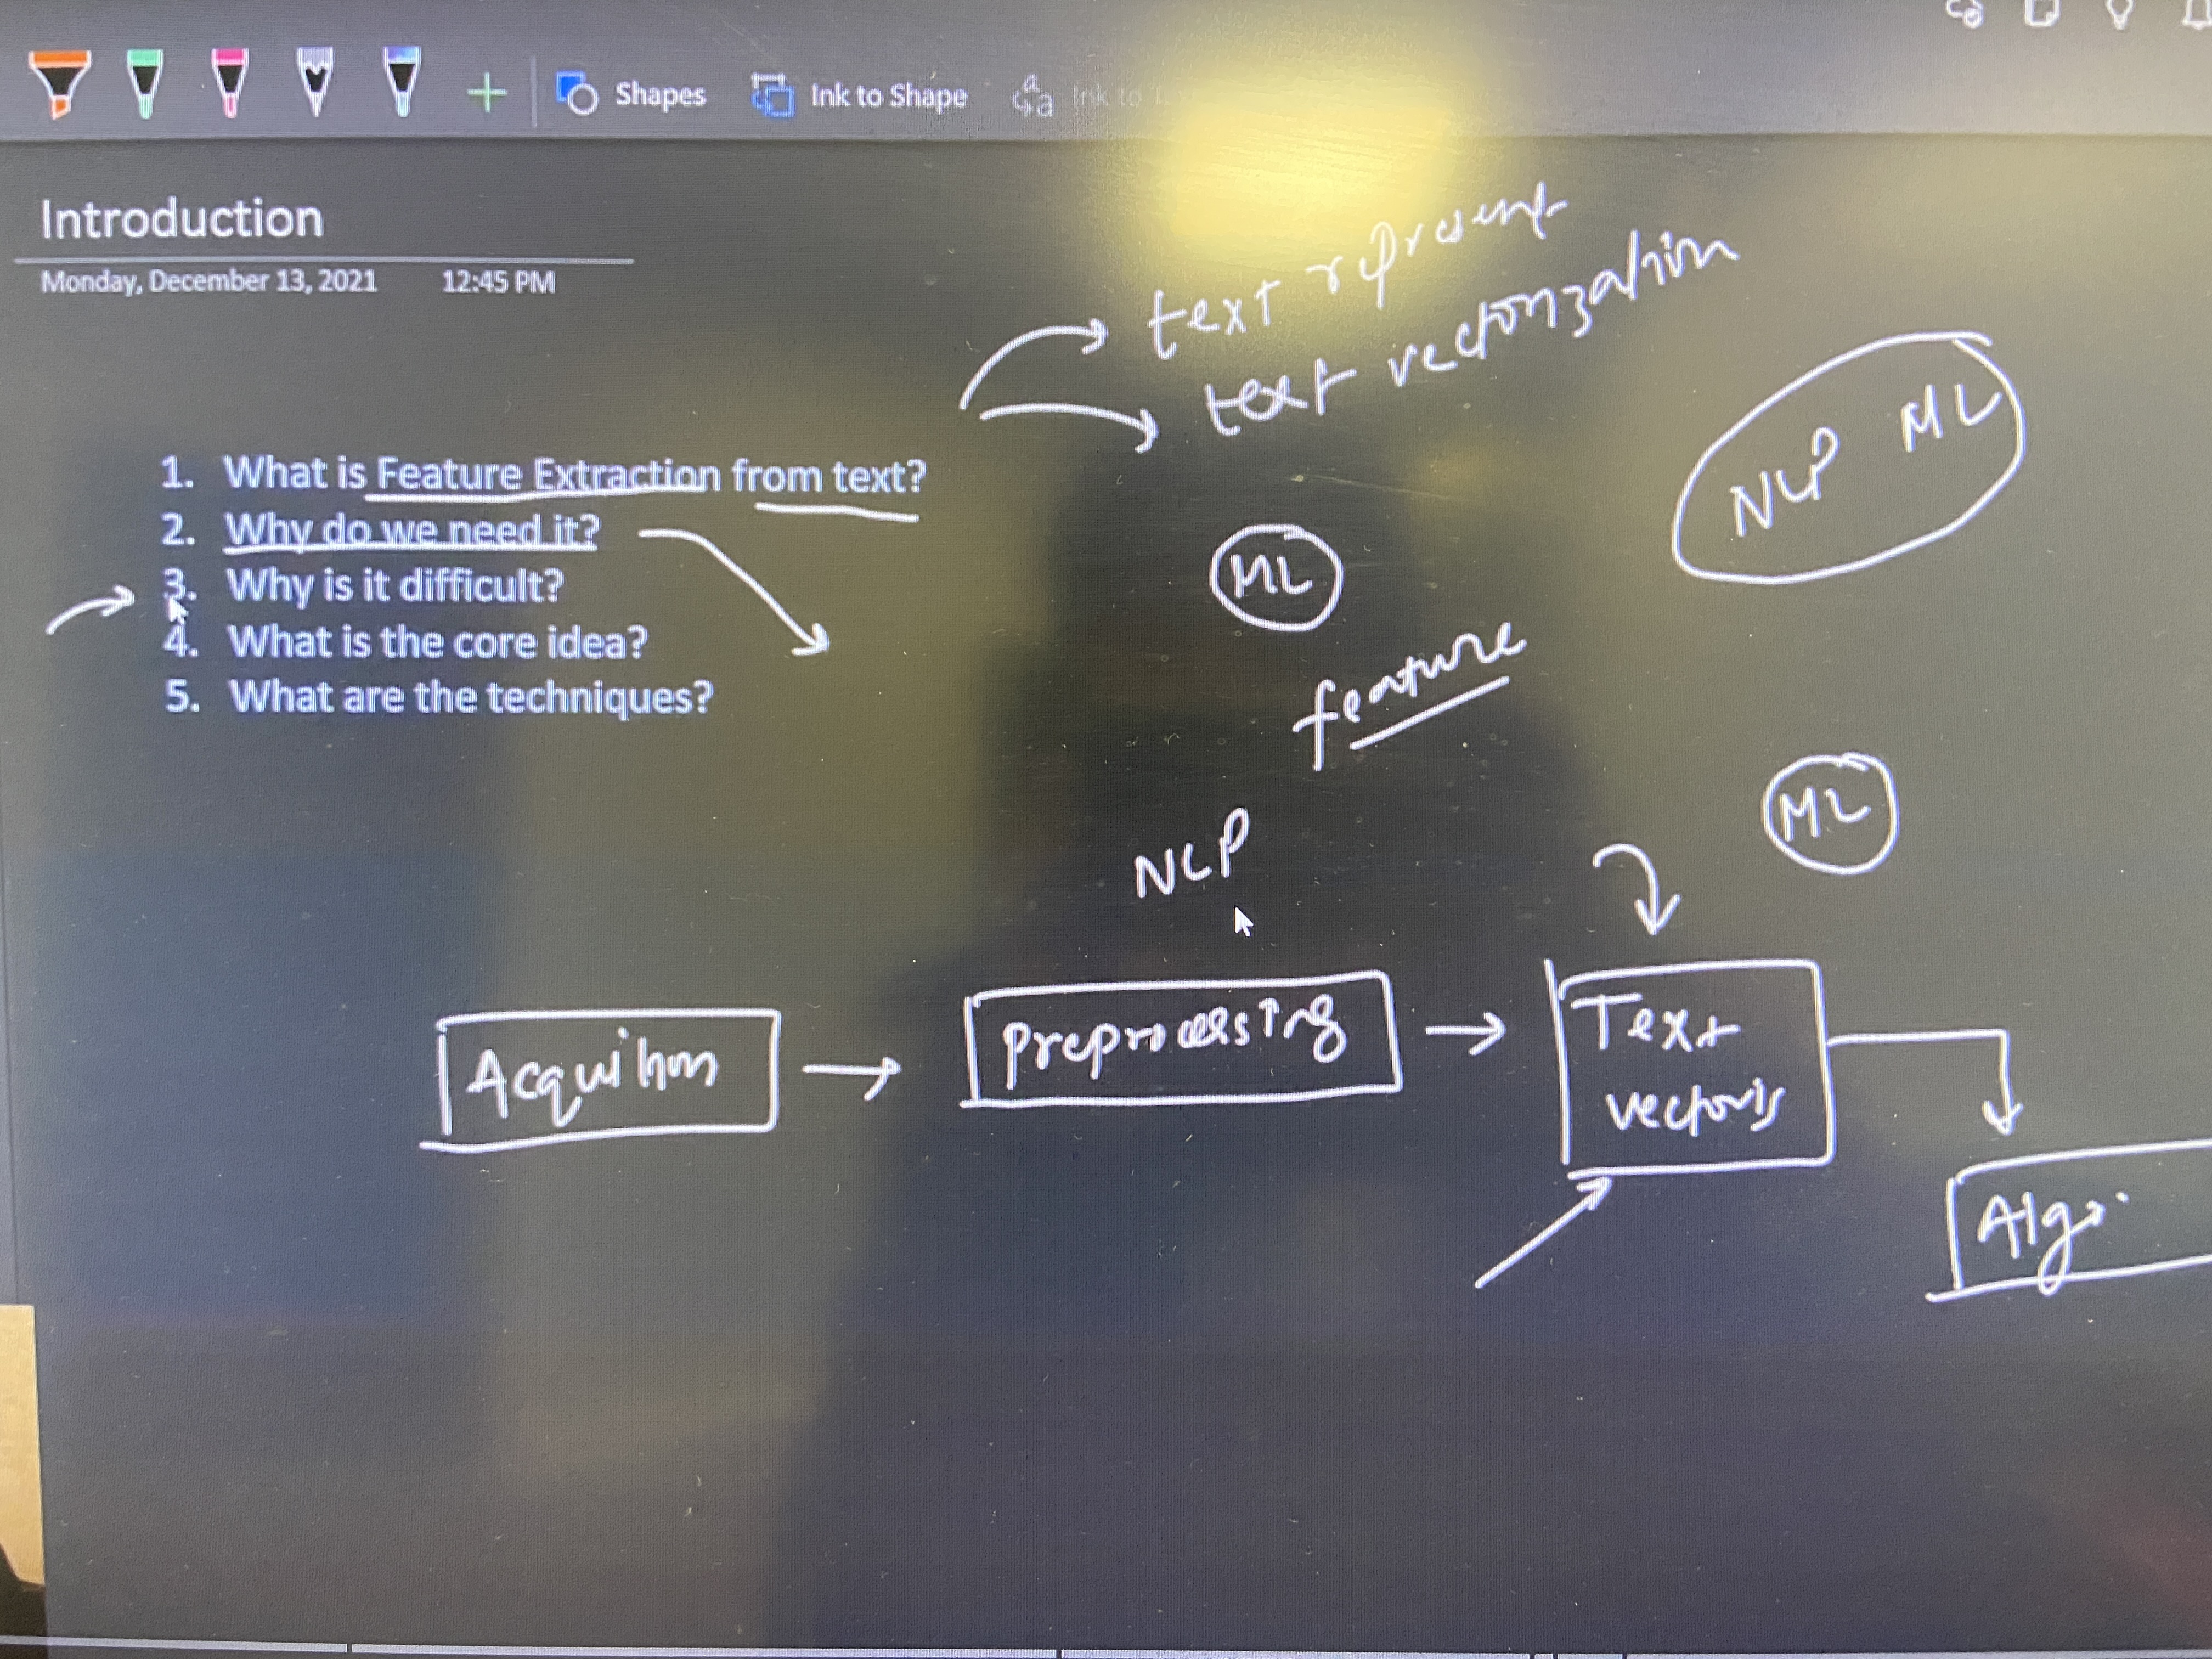 Shapes
Ink to Shape
Ink to
Introduction
Monday, December 13, 2021 12:45 PM
text represent
text vectorization
1. What is Feature Extraction from text?
2. Why do we need it?
3. Why is it difficult?
4. What is the core idea?
5. What are the techniques?
NLP ML
ML
feature
ML
NLP
Preprocessing
Text
vectoris
Algo